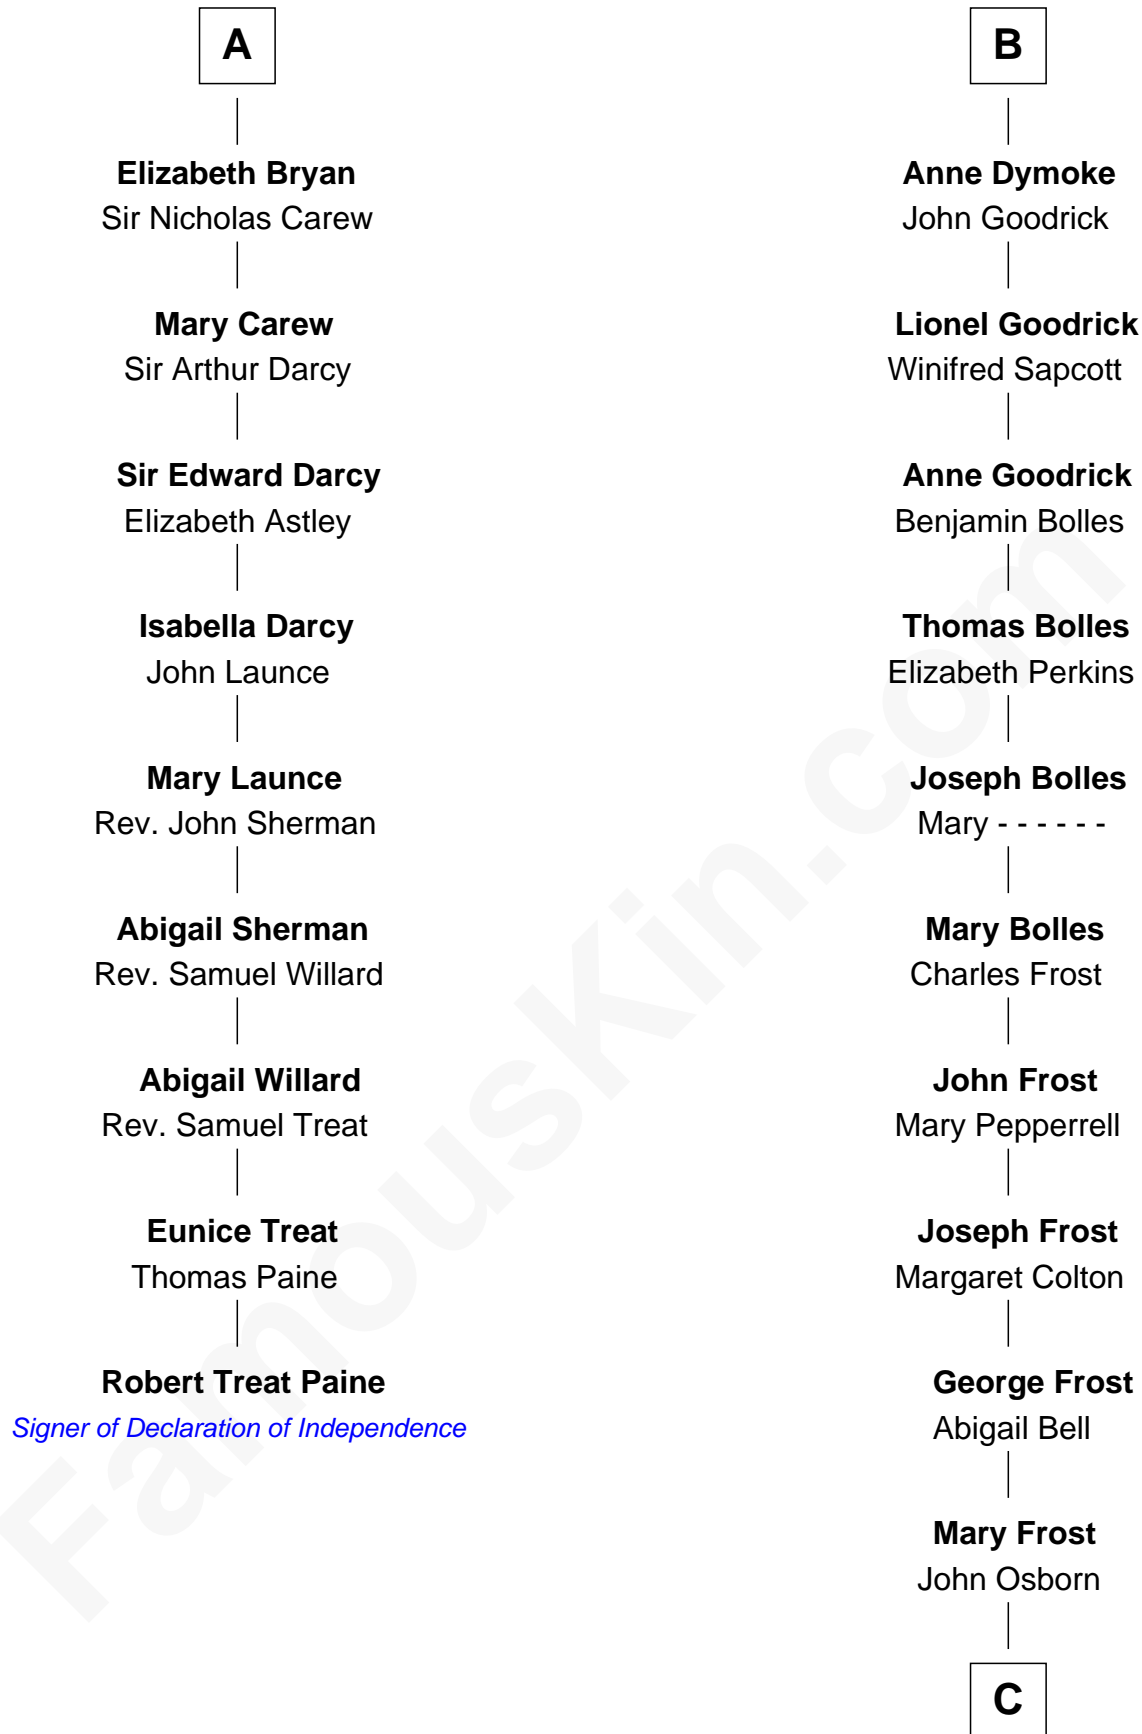 A
Elizabeth Bryan
Sir Nicholas Carew
Mary Carew
Sir Arthur Darcy
Sir Edward Darcy
Elizabeth Astley
Isabella Darcy
John Launce
Mary Launce
Rev. John Sherman
Abigail Sherman
Rev. Samuel Willard
Abigail Willard
Rev. Samuel Treat
Eunice Treat
Thomas Paine
Robert Treat Paine
Signer of Declaration of Independence
B
Anne Dymoke
John Goodrick
Lionel Goodrick
Winifred Sapcott
Anne Goodrick
Benjamin Bolles
Thomas Bolles
Elizabeth Perkins
Joseph Bolles
Mary - - - - - -
Mary Bolles
Charles Frost
John Frost
Mary Pepperrell
Joseph Frost
Margaret Colton
George Frost
Abigail Bell
Mary Frost
John Osborn
C
FamousKin.com